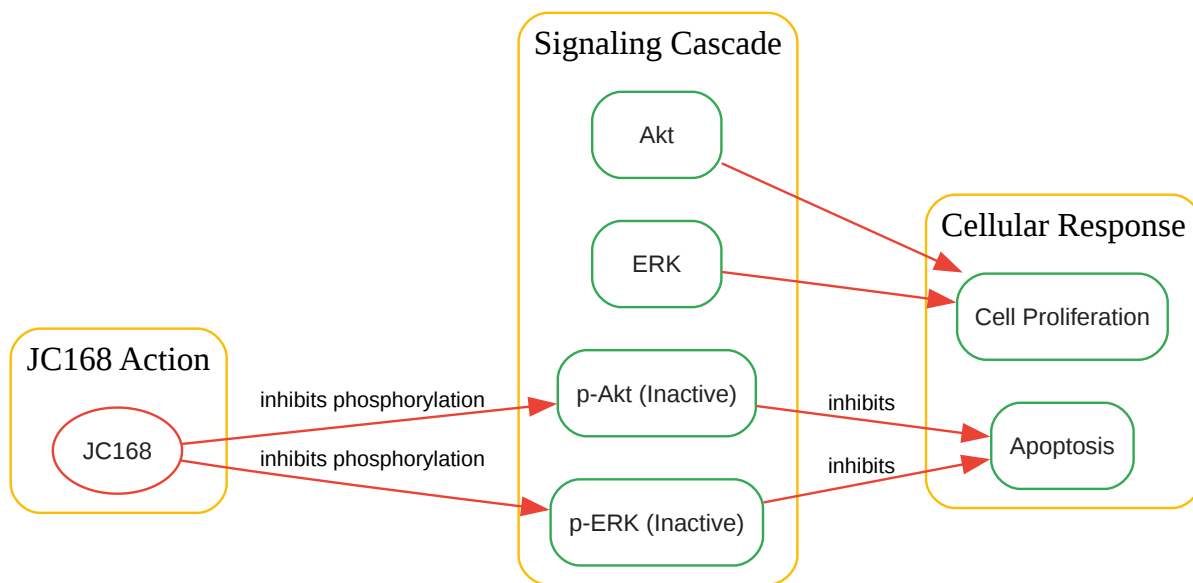 Signaling Cascade
Akt
ERK
p-Akt (Inactive)
p-ERK (Inactive)
Cellular Response
Cell Proliferation
Apoptosis
JC168 Action
JC168
inhibits phosphorylation
inhibits phosphorylation
inhibits
inhibits